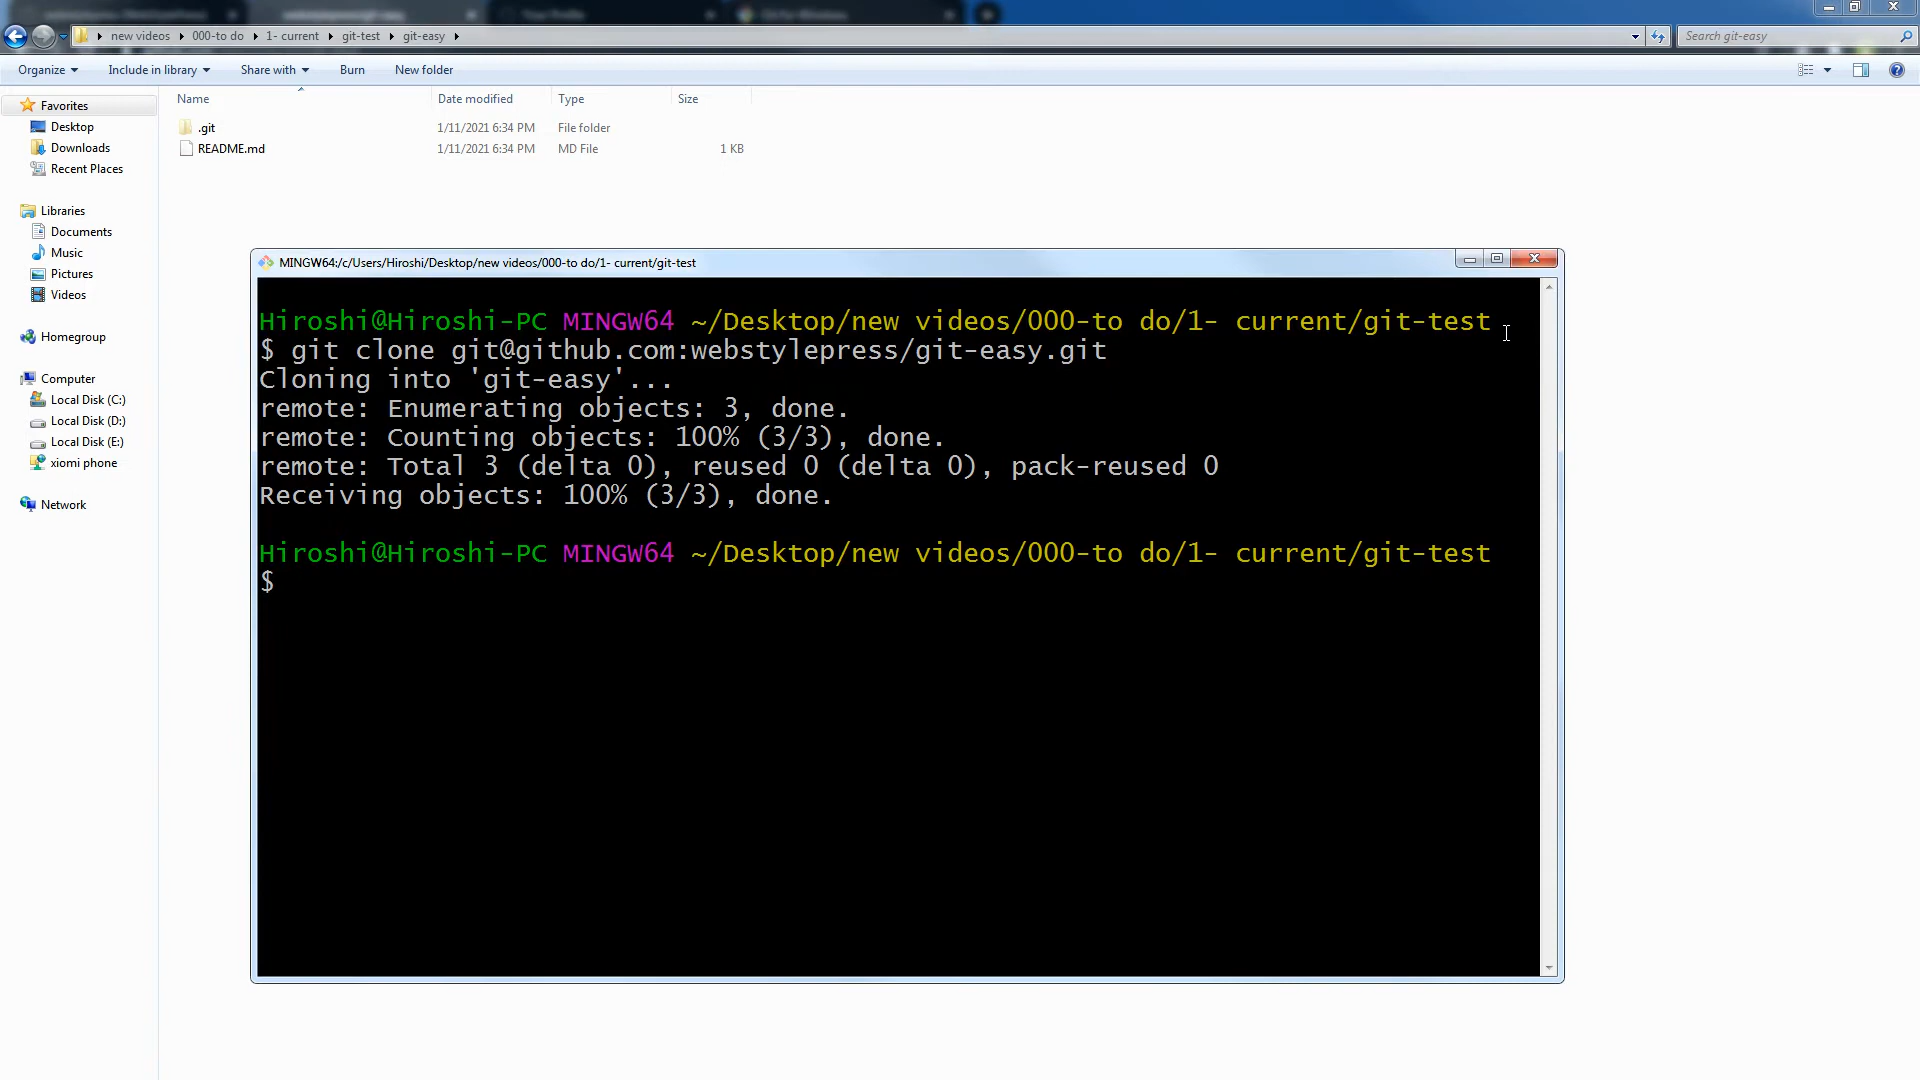 new videos 000-to do 1- current git-test git-easy
Search git-easy
Organize Include in library Share with Burn New folder
Name Date modified Type Size
.git 1/11/2021 6:34 PM File folder
README.md 1/11/2021 6:34 PM MD File 1 KB
Favorites
Desktop
Downloads
Recent Places
Libraries
Documents
Music
Pictures
Videos
Homegroup
Computer
Local Disk (C:)
Local Disk (D:)
Local Disk (E:)
xiomi phone
Network
MINGW64:/c/Users/Hiroshi/Desktop/new videos/000-to do/1- current/git-test
Hiroshi@Hiroshi-PC MINGW64 ~/Desktop/new videos/000-to do/1- current/git-test
$ git clone git@github.com:webstylepress/git-easy.git
Cloning into 'git-easy'...
remote: Enumerating objects: 3, done.
remote: Counting objects: 100% (3/3), done.
remote: Total 3 (delta 0), reused 0 (delta 0), pack-reused 0
Receiving objects: 100% (3/3), done.
Hiroshi@Hiroshi-PC MINGW64 ~/Desktop/new videos/000-to do/1- current/git-test
$